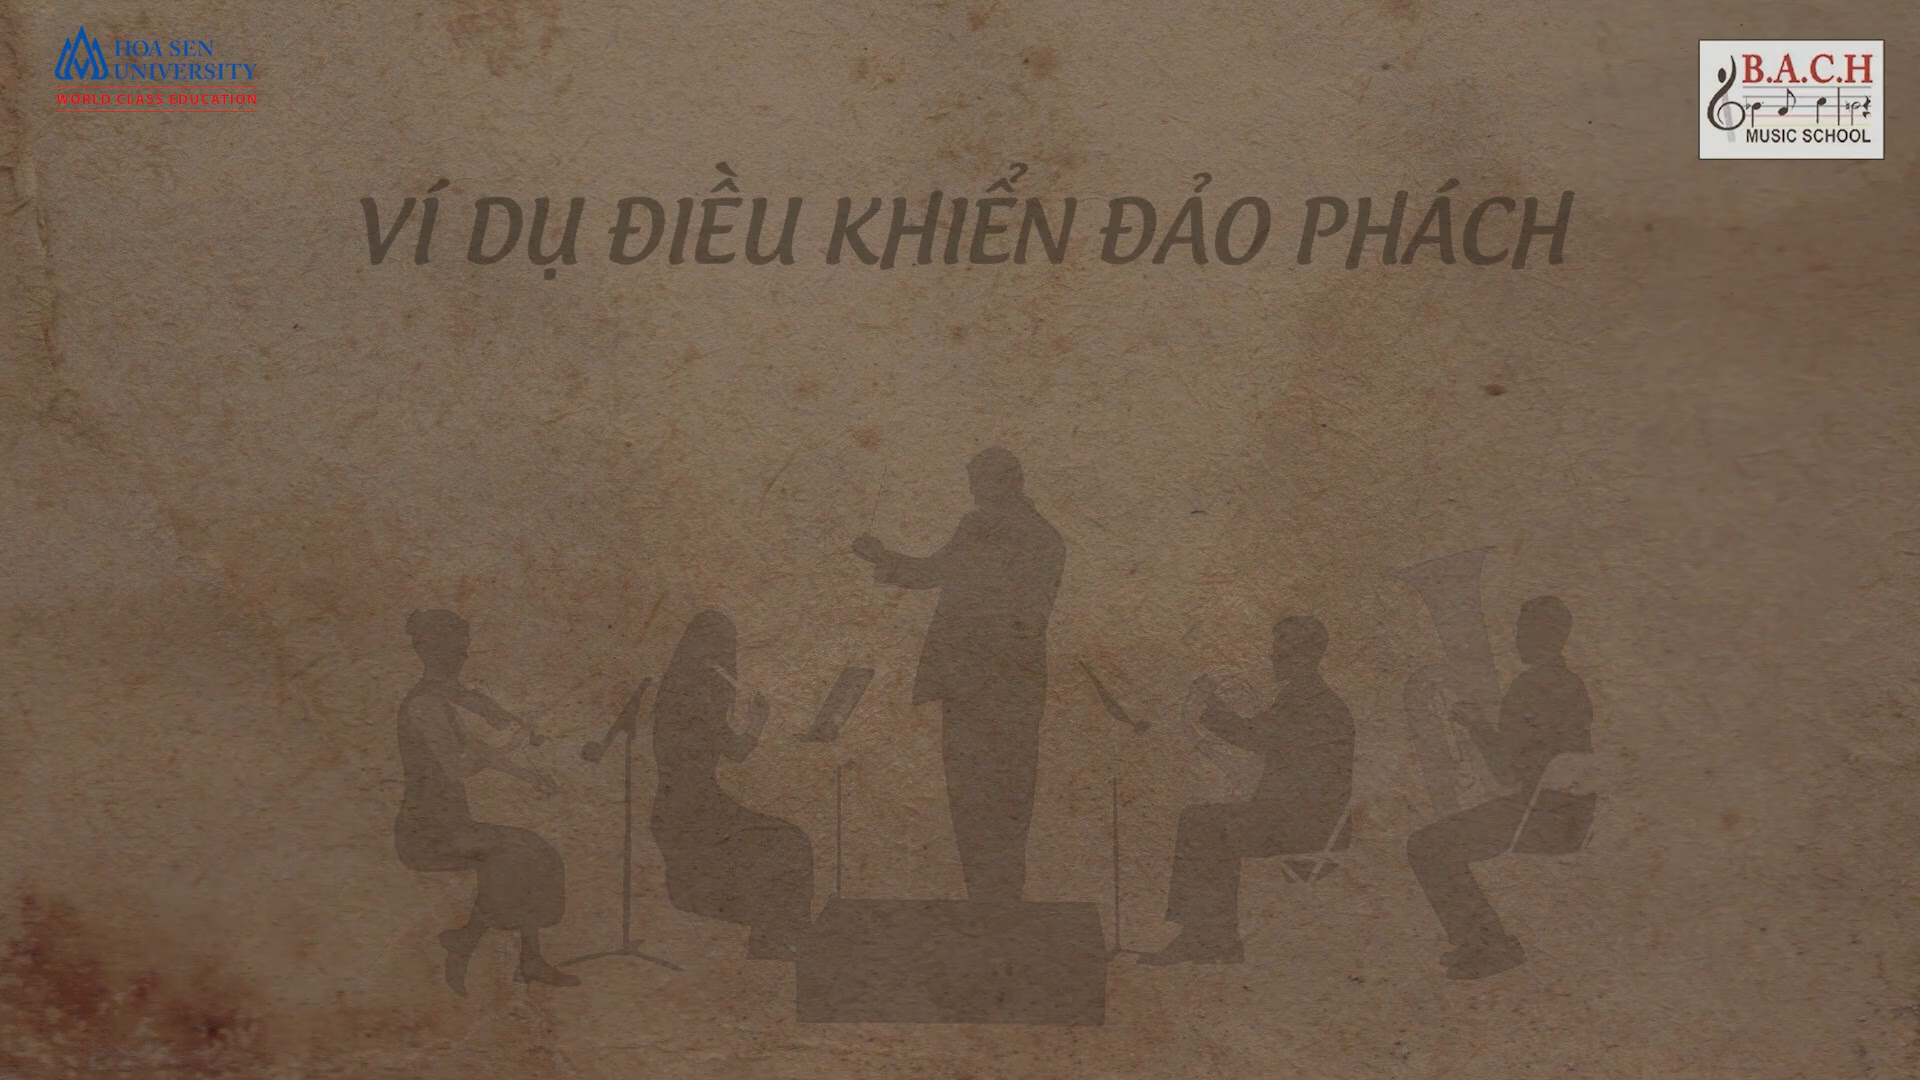 HOA SEN
UNIVERSITY
WORLD CLASS EDUCATION
B.A.C.H
MUSIC SCHOOL
VÍ DỤ ĐIỀU KHIỂN ĐẢO PHÁCH